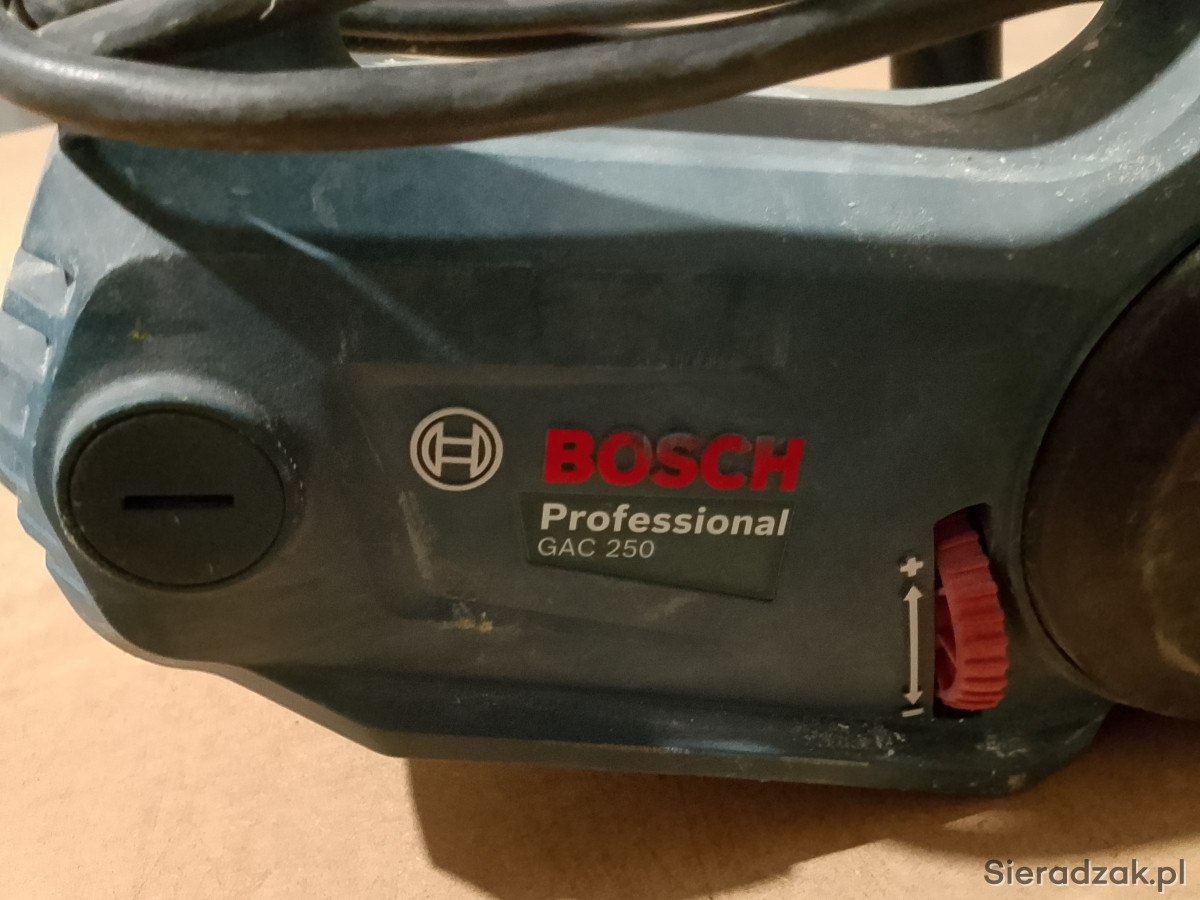 BOSCH
Professional
GAC 250
+
-
Sieradzak.pl